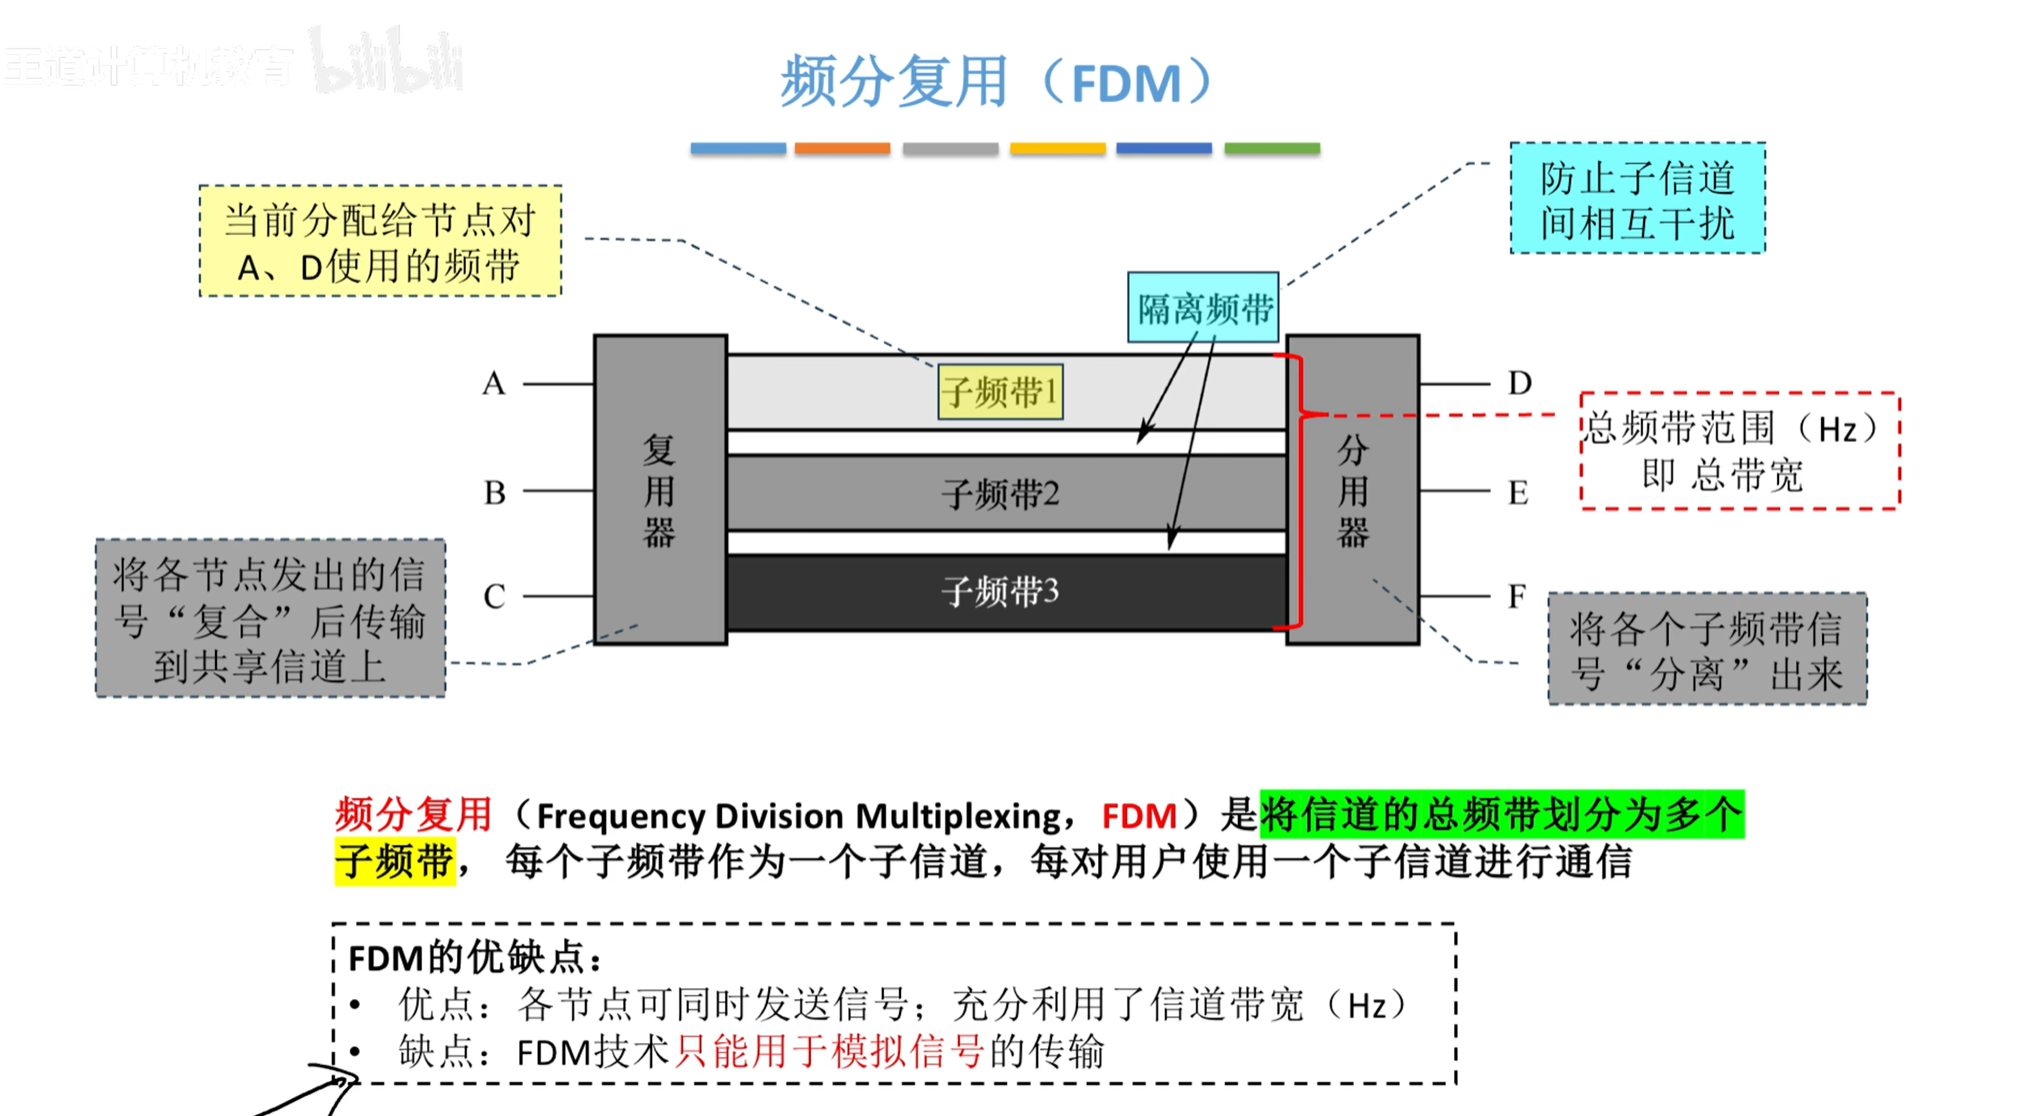 王道计算机教育 bilibili
频分复用（FDM）
防止子信道
间相互干扰
当前分配给节点对
A、D使用的频带
隔离频带
A
子频带1
D
总频带范围（Hz）
即 总带宽
复用器
分用器
B
子频带2
E
将各节点发出的信
号“复合”后传输
到共享信道上
C
子频带3
F
将各个子频带信
号“分离”出来
频分复用（Frequency Division Multiplexing，FDM）是将信道的总频带划分为多个
子频带， 每个子频带作为一个子信道，每对用户使用一个子信道进行通信
FDM的优缺点：
• 优点：各节点可同时发送信号；充分利用了信道带宽（Hz）
• 缺点：FDM技术只能用于模拟信号的传输